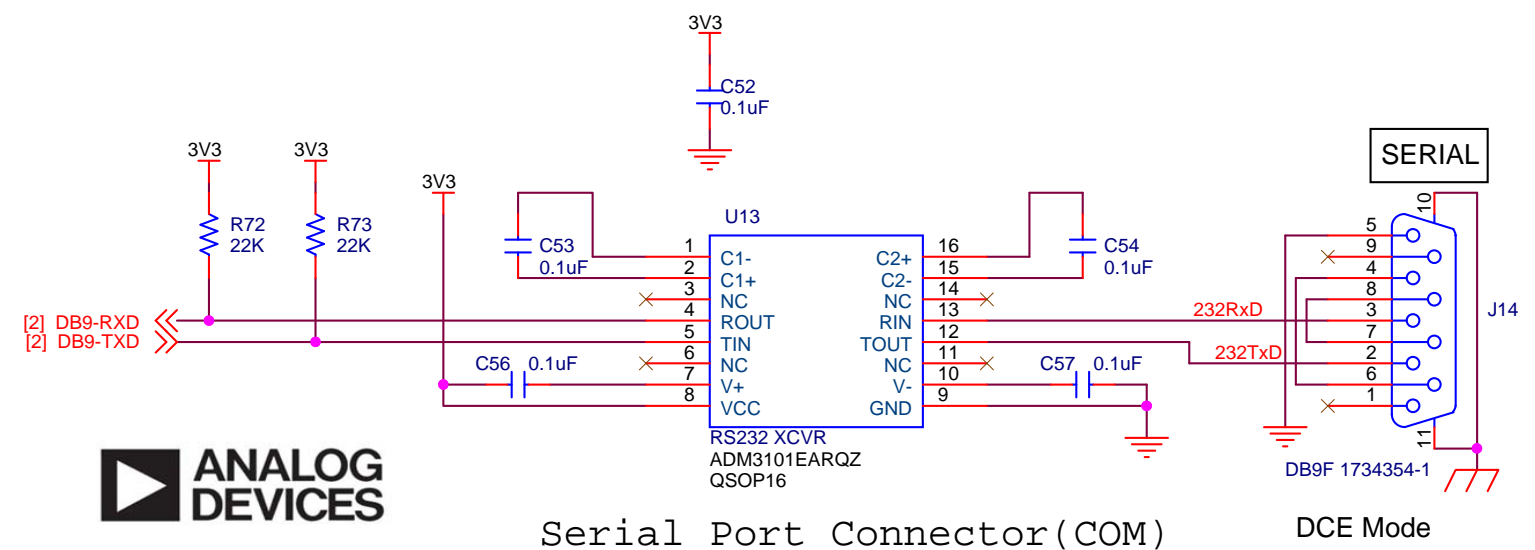 3V3
C52
0.1uF
3V3
3V3
3V3
SERIAL
R72
22K
R73
22K
C53
0.1uF
U13
C54
0.1uF
1
C1-
2
C1+
3
NC
4
ROUT
5
TIN
6
NC
7
V+
8
VCC
16
C2+
15
C2-
14
NC
13
RIN
12
TOUT
11
NC
10
V-
9
GND
[2] DB9-RXD
[2] DB9-TXD
C56 0.1uF
C57 0.1uF
232RxD
232TxD
10
5
9
4
8
3
7
2
6
1
11
J14
RS232 XCVR
ADM3101EARQZ
QSOP16
DB9F 1734354-1
ANALOG
DEVICES
Serial Port Connector(COM)
DCE Mode